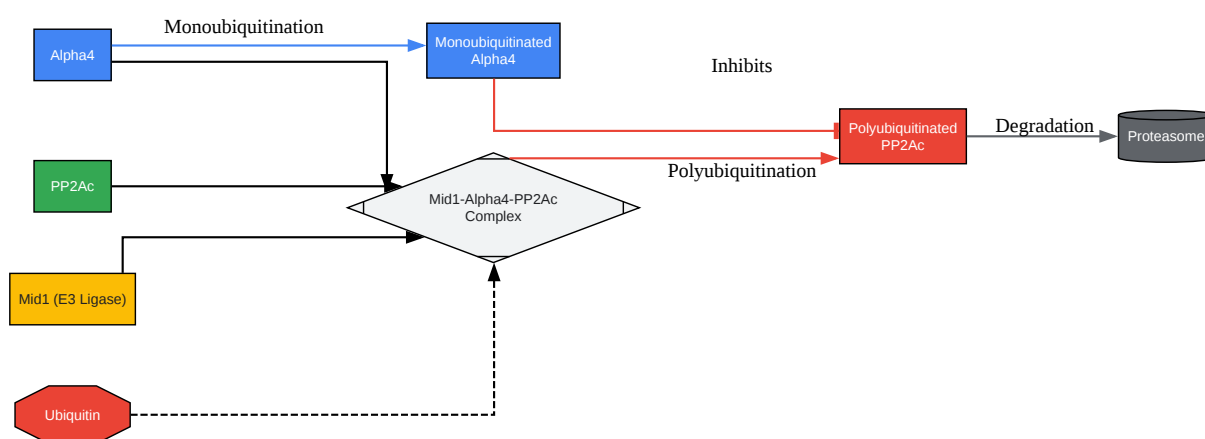 Monoubiquitination
Alpha4
Monoubiquitinated
Alpha4
Inhibits
Polyubiquitinated
PP2Ac
Degradation
Proteasome
Polyubiquitination
PP2Ac
Mid1-Alpha4-PP2Ac
Complex
Mid1 (E3 Ligase)
Ubiquitin